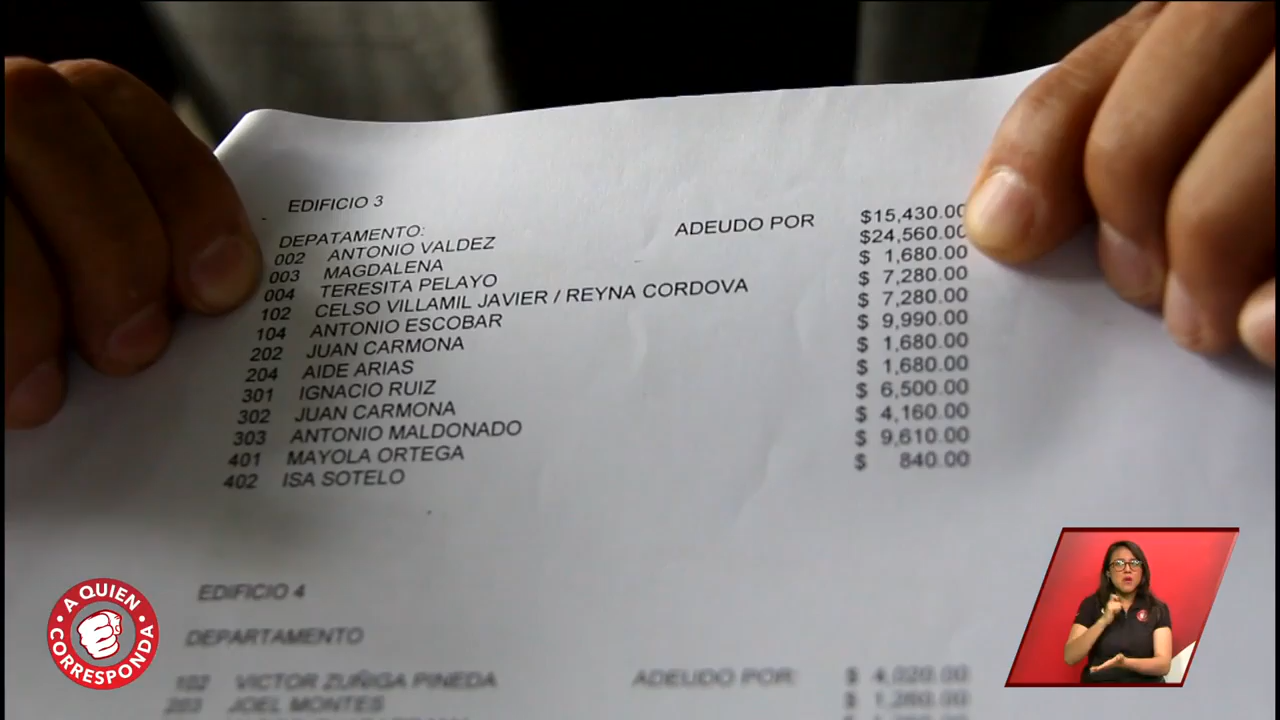 EDIFICIO 3
DEPATAMENTO: ADEUDO POR
002 ANTONIO VALDEZ $15,430.00
003 MAGDALENA $24,560.00
004 TERESITA PELAYO $ 1,680.00
102 CELSO VILLAMIL JAVIER / REYNA CORDOVA $ 7,280.00
104 ANTONIO ESCOBAR $ 7,280.00
202 JUAN CARMONA $ 9,990.00
204 AIDE ARIAS $ 1,680.00
301 IGNACIO RUIZ $ 1,680.00
302 JUAN CARMONA $ 6,500.00
303 ANTONIO MALDONADO $ 4,160.00
401 MAYOLA ORTEGA $ 9,610.00
402 ISA SOTELO $ 840.00
EDIFICIO 4
DEPARTAMENTO
102 VICTOR ZUÑIGA PINEDA ADEUDO POR: $ 4,020.00
203 JOEL MONTES $ 1,260.00
A QUIEN CORRESPONDA